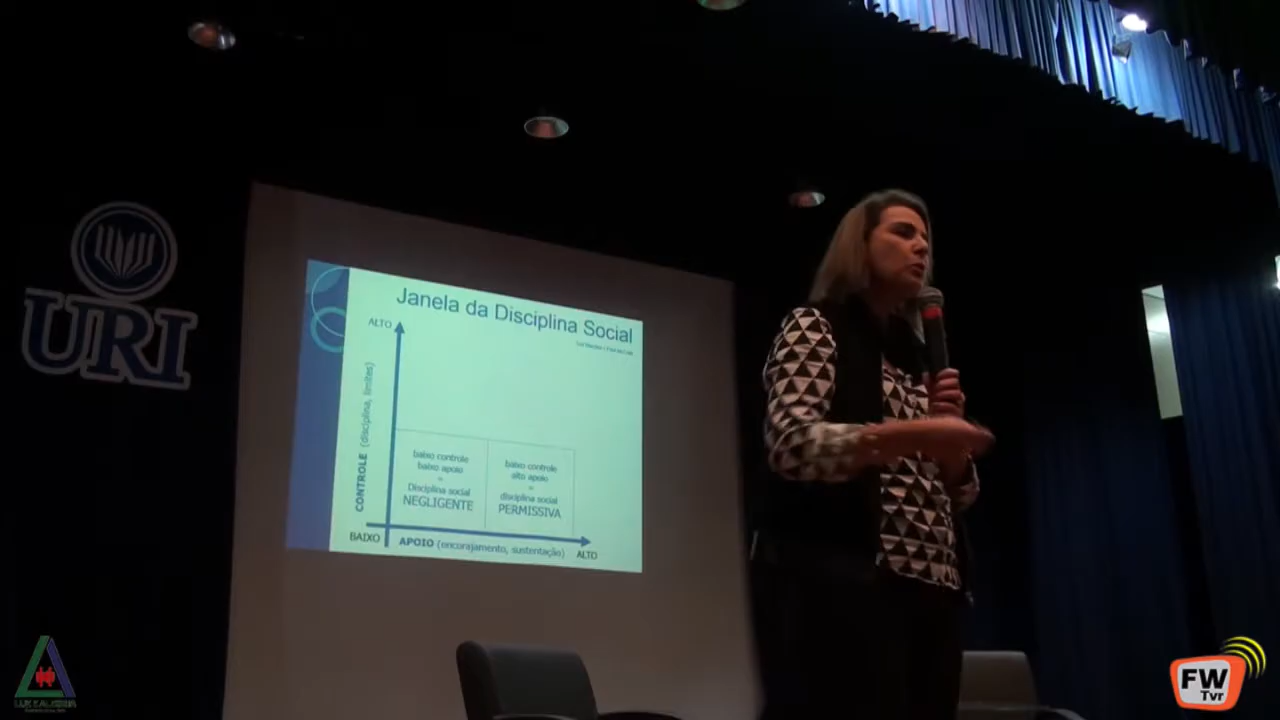 URI
Janela da Disciplina Social
ALTO
CONTROLE (disciplina, limites)
baixo controle
baixo apoio
=
Disciplina social
NEGLIGENTE
baixo controle
alto apoio
=
disciplina social
PERMISSIVA
BAIXO
APOIO (encorajamento, sustentação)
ALTO
FW
Tvr